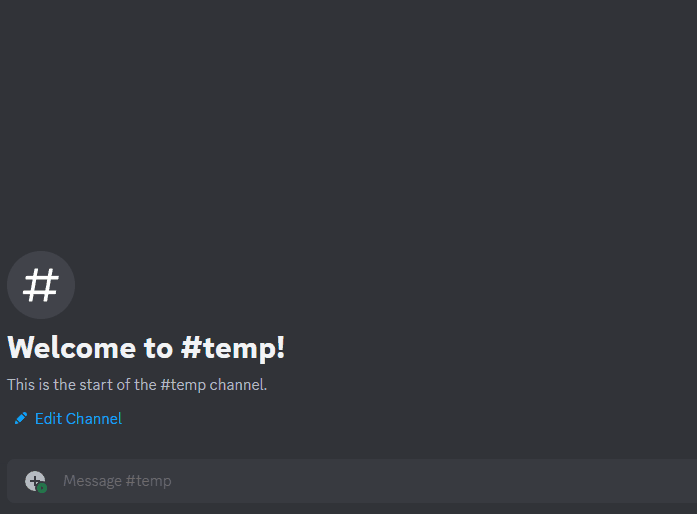 Welcome to #temp!
This is the start of the #temp channel.
Edit Channel
Message #temp